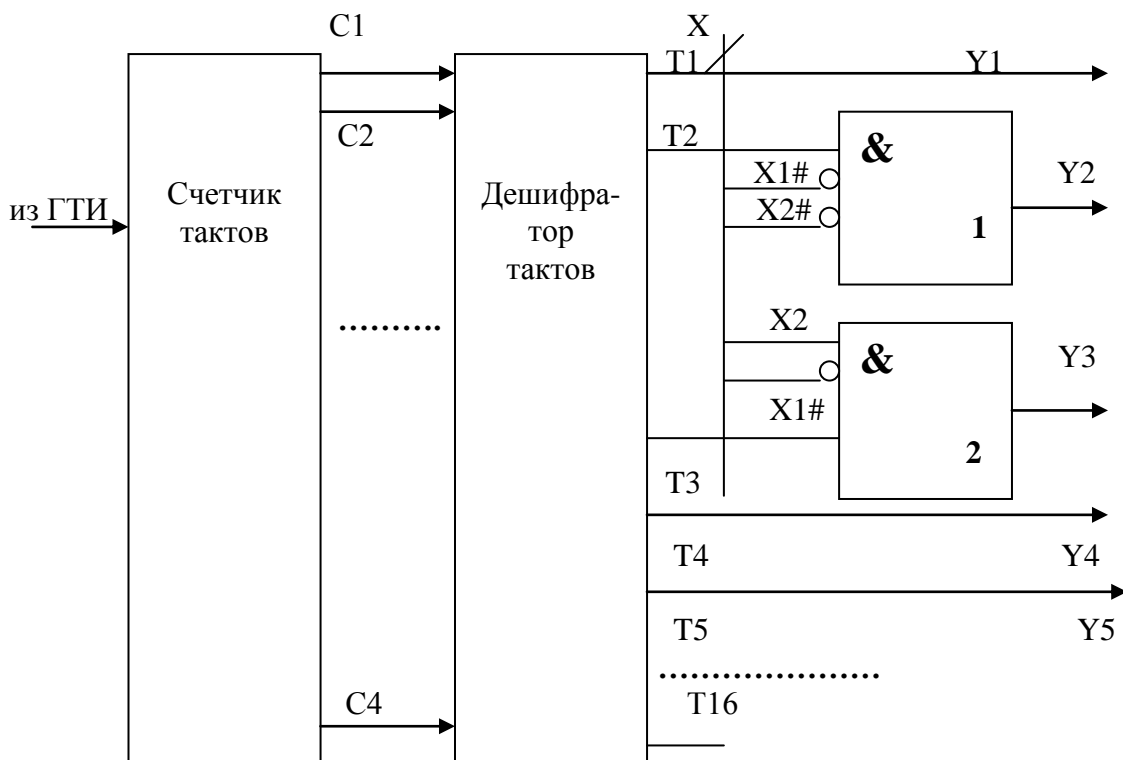 C1
X
T1
Y1
C2
T2
&
X1#
Y2
из ГТИ
Счетчик
тактов
Дешифра-
тор
тактов
X2#
1
..........
X2
&
Y3
X1#
2
T3
T4
Y4
T5
Y5
......................
C4
T16